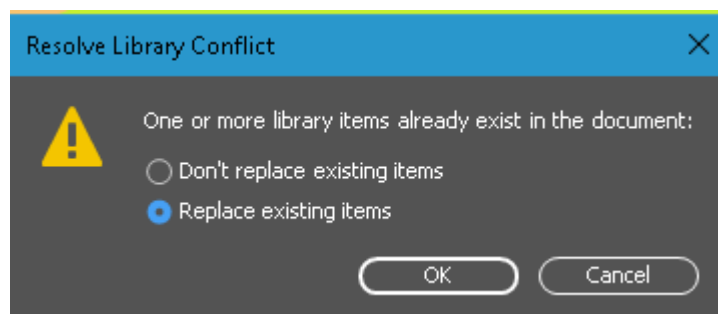 Resolve Library Conflict
One or more library items already exist in the document:
Don't replace existing items
Replace existing items
OK Cancel